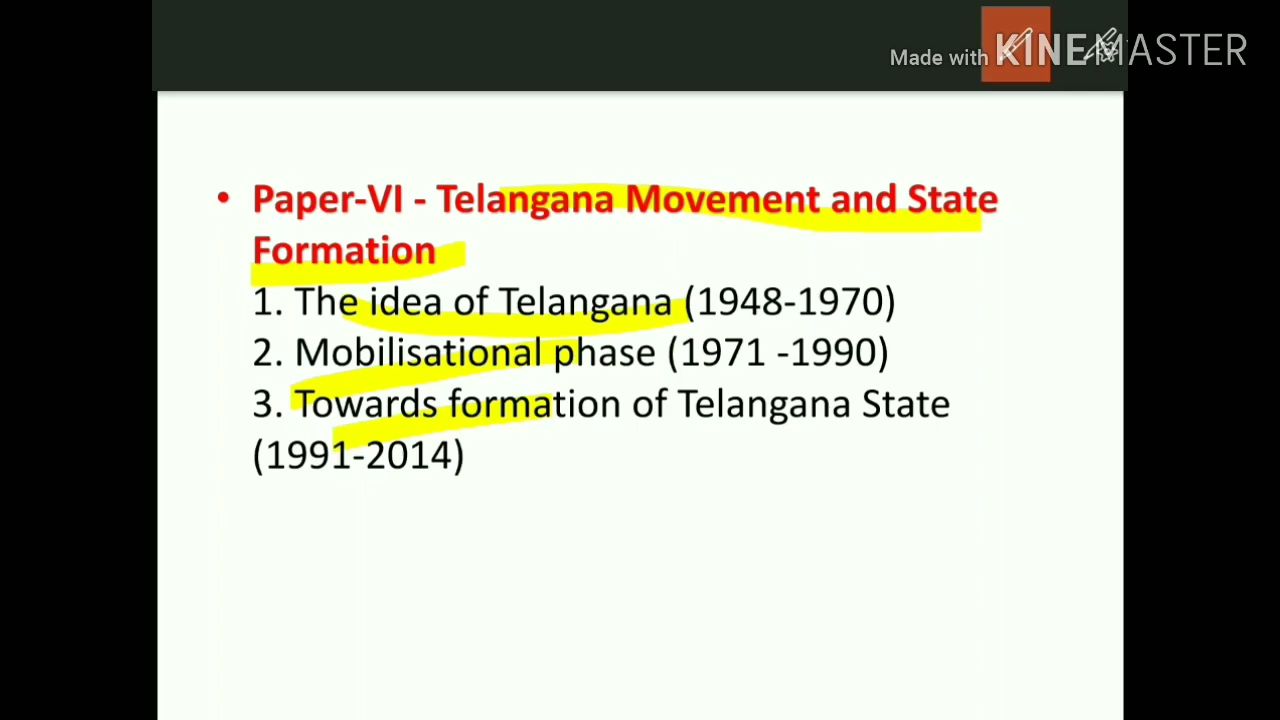 Made with KINEMASTER
• Paper-VI - Telangana Movement and State
Formation
1. The idea of Telangana (1948-1970)
2. Mobilisational phase (1971 -1990)
3. Towards formation of Telangana State
(1991-2014)